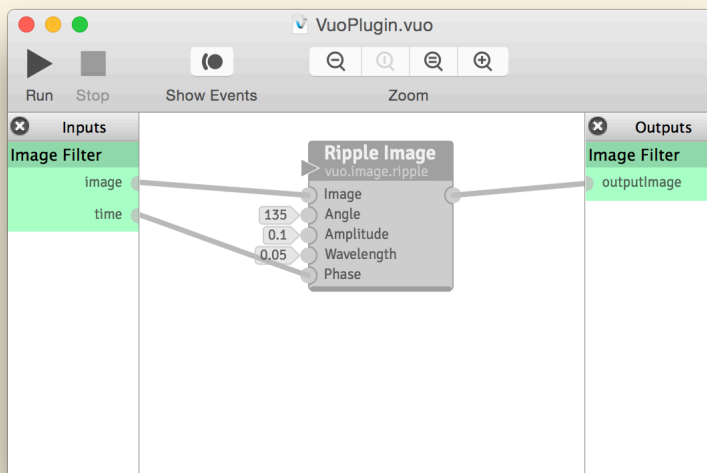 VuoPlugin.vuo
Run
Stop
Show Events
Zoom
Inputs
Outputs
Image Filter
Image Filter
image
time
outputImage
Ripple Image
vuo.image.ripple
Image
135 Angle
0.1 Amplitude
0.05 Wavelength
Phase